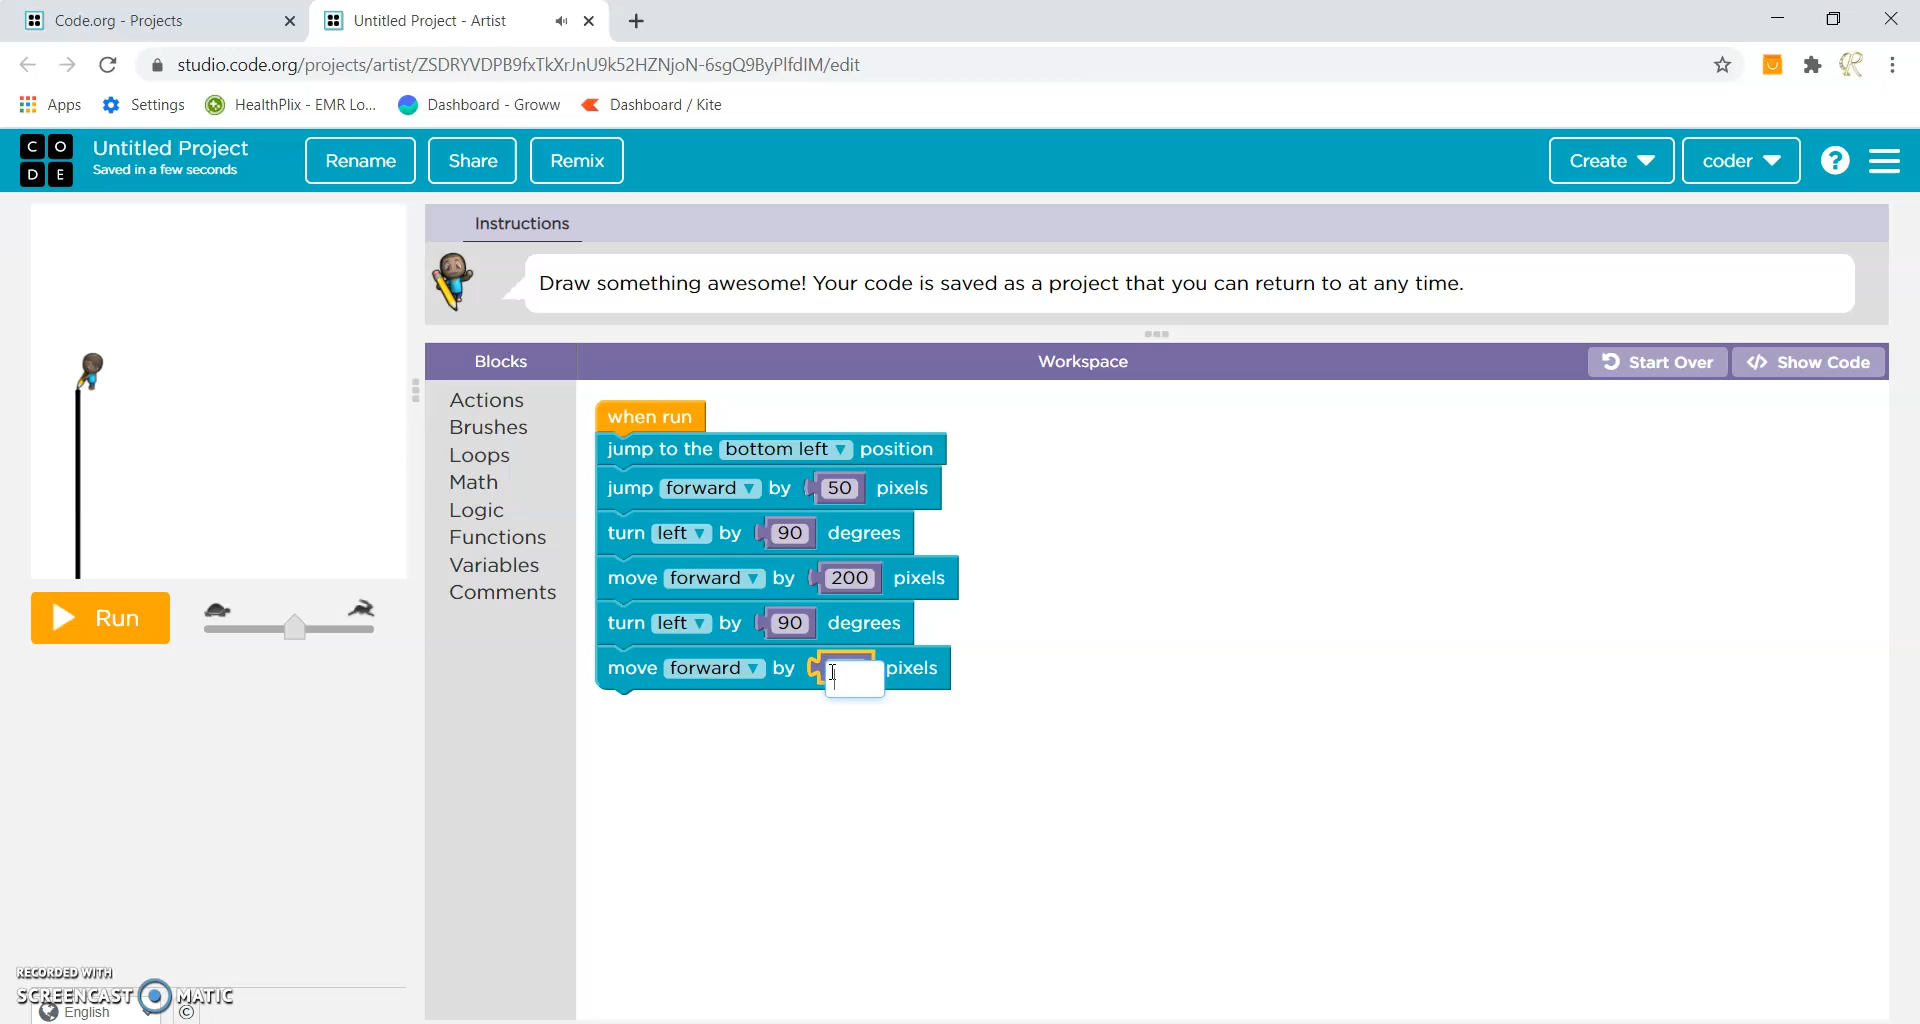 Code.org - Projects
Untitled Project - Artist
studio.code.org/projects/artist/ZSDRYVDPB9fxTkXrJnU9k52HZNjoN-6sgQ9ByPlfdIM/edit
Apps
Settings
HealthPlix - EMR Lo...
Dashboard - Groww
Dashboard / Kite
C O
D E
Untitled Project
Saved in a few seconds
Rename
Share
Remix
Create
coder
?
Instructions
Draw something awesome! Your code is saved as a project that you can return to at any time.
Blocks
Workspace
Start Over
</> Show Code
Actions
Brushes
Loops
Math
Logic
Functions
Variables
Comments
when run
jump to the bottom left position
jump forward by 50 pixels
turn left by 90 degrees
move forward by 200 pixels
turn left by 90 degrees
move forward by pixels
Run
RECORDED WITH
SCREENCAST MATIC
English
©